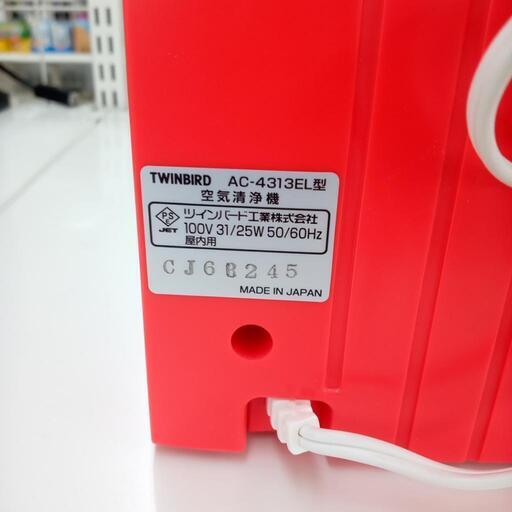 TWINBIRD AC-4313EL型
空気清浄機
PS
E
JET
ツインバード工業株式会社
100V 31/25W 50/60Hz
屋内用
MADE IN JAPAN